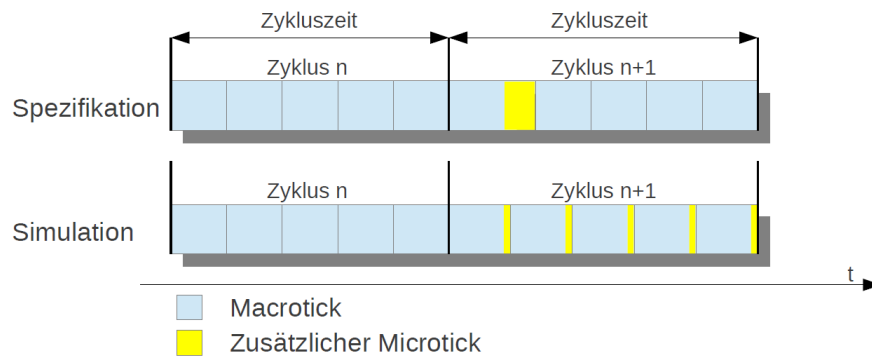 Zykluszeit Zykluszeit
Zyklus n Zyklus n+1
Spezifikation
Zyklus n Zyklus n+1
Simulation
t
Macrotick
Zusätzlicher Microtick